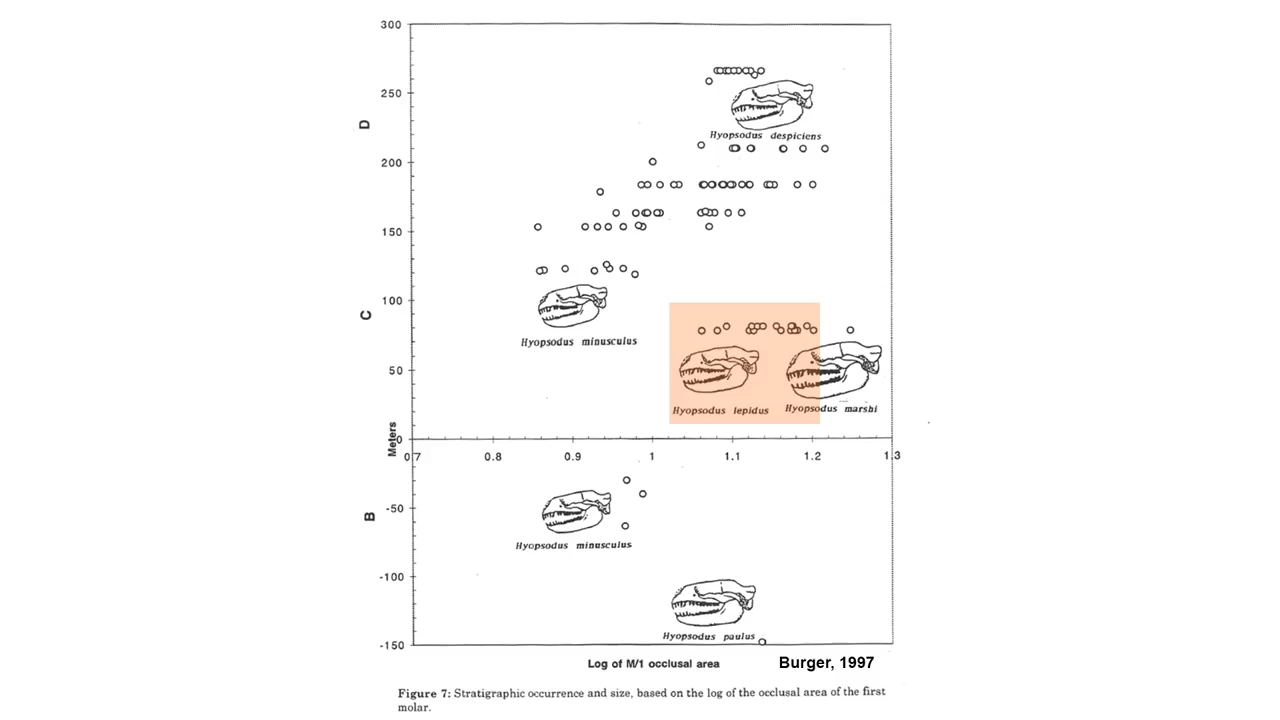 300
250
D
Hyopsodus despiciens
200
150
100
C
Hyopsodus minusculus
50
Hyopsodus lepidus
Hyopsodus marshi
Meters
0
0.7 0.8 0.9 1 1.1 1.2 1.3
B
-50
Hyopsodus minusculus
-100
Hyopsodus paulus
-150
Log of M/1 occlusal area
Burger, 1997
Figure 7: Stratigraphic occurrence and size, based on the log of the occlusal area of the first
molar.